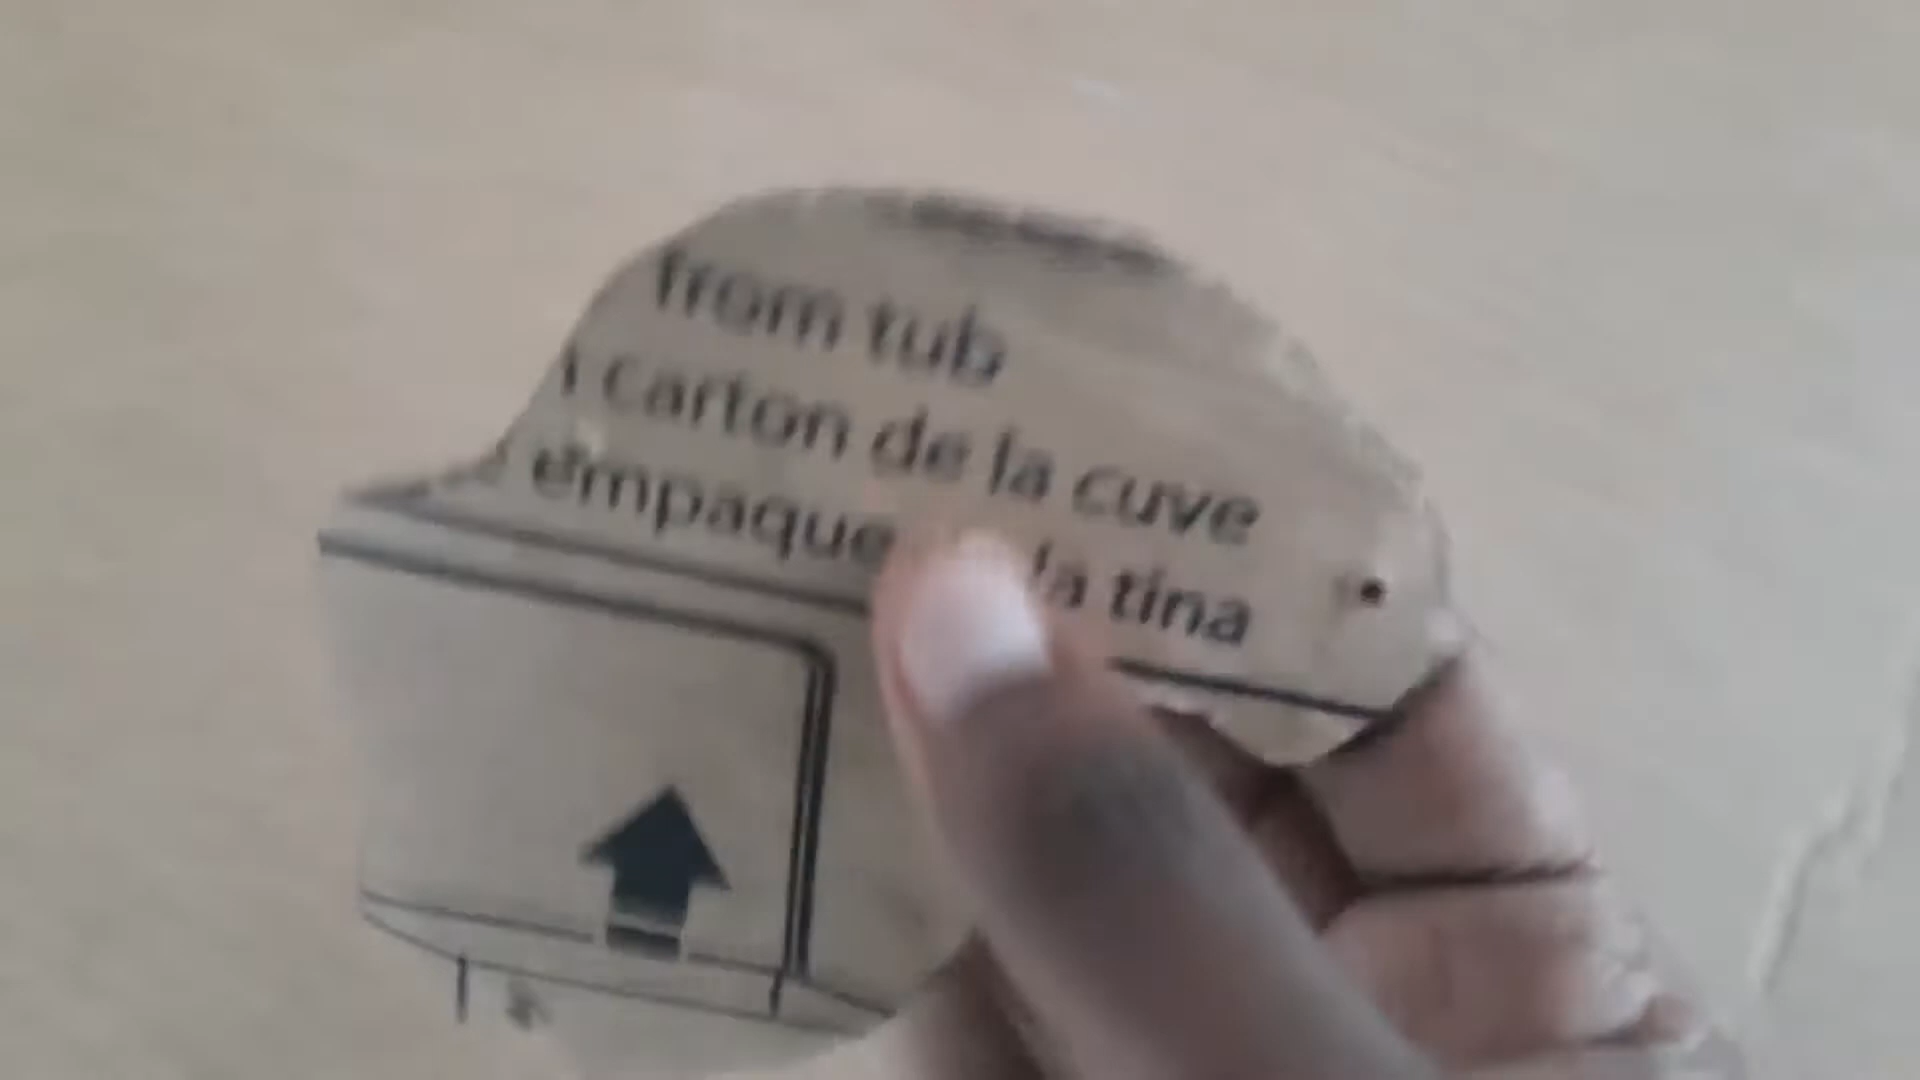 from tub
carton de la cuve
empaque la tina